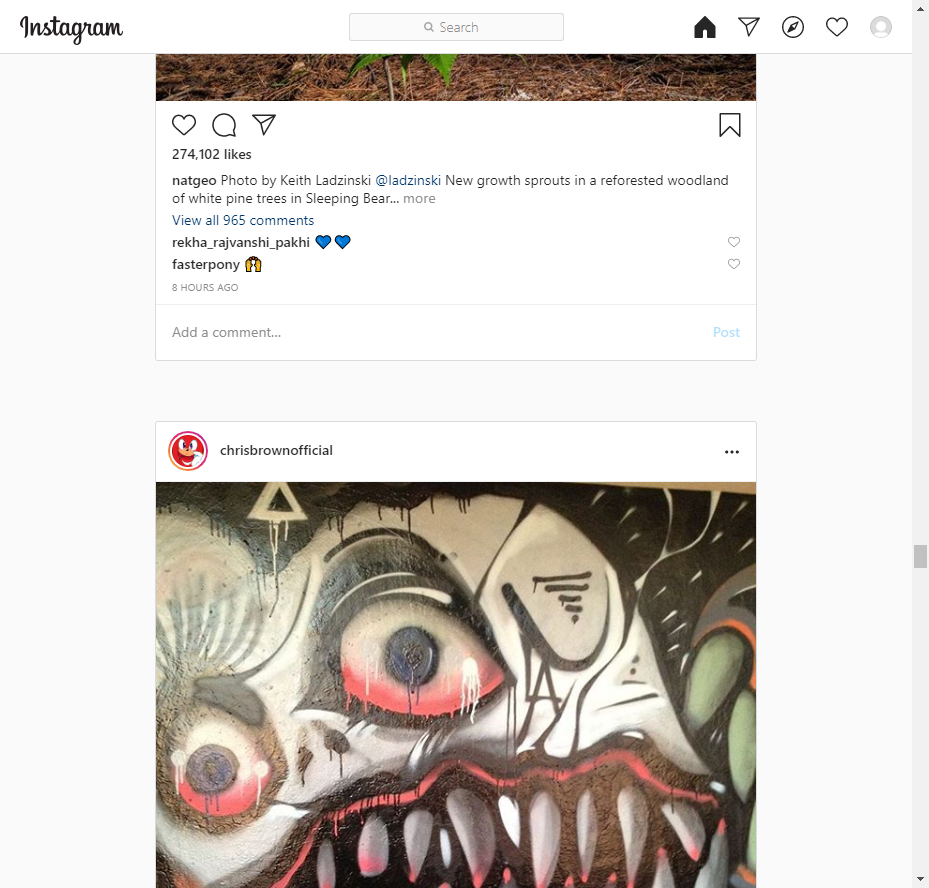 Instagram
Search
274,102 likes
natgeo Photo by Keith Ladzinski @ladzinski New growth sprouts in a reforested woodland
of white pine trees in Sleeping Bear... more
View all 965 comments
rekha_rajvanshi_pakhi 💙💙
fasterpony 🙌
8 HOURS AGO
Add a comment...
Post
chrisbrownofficial
LA